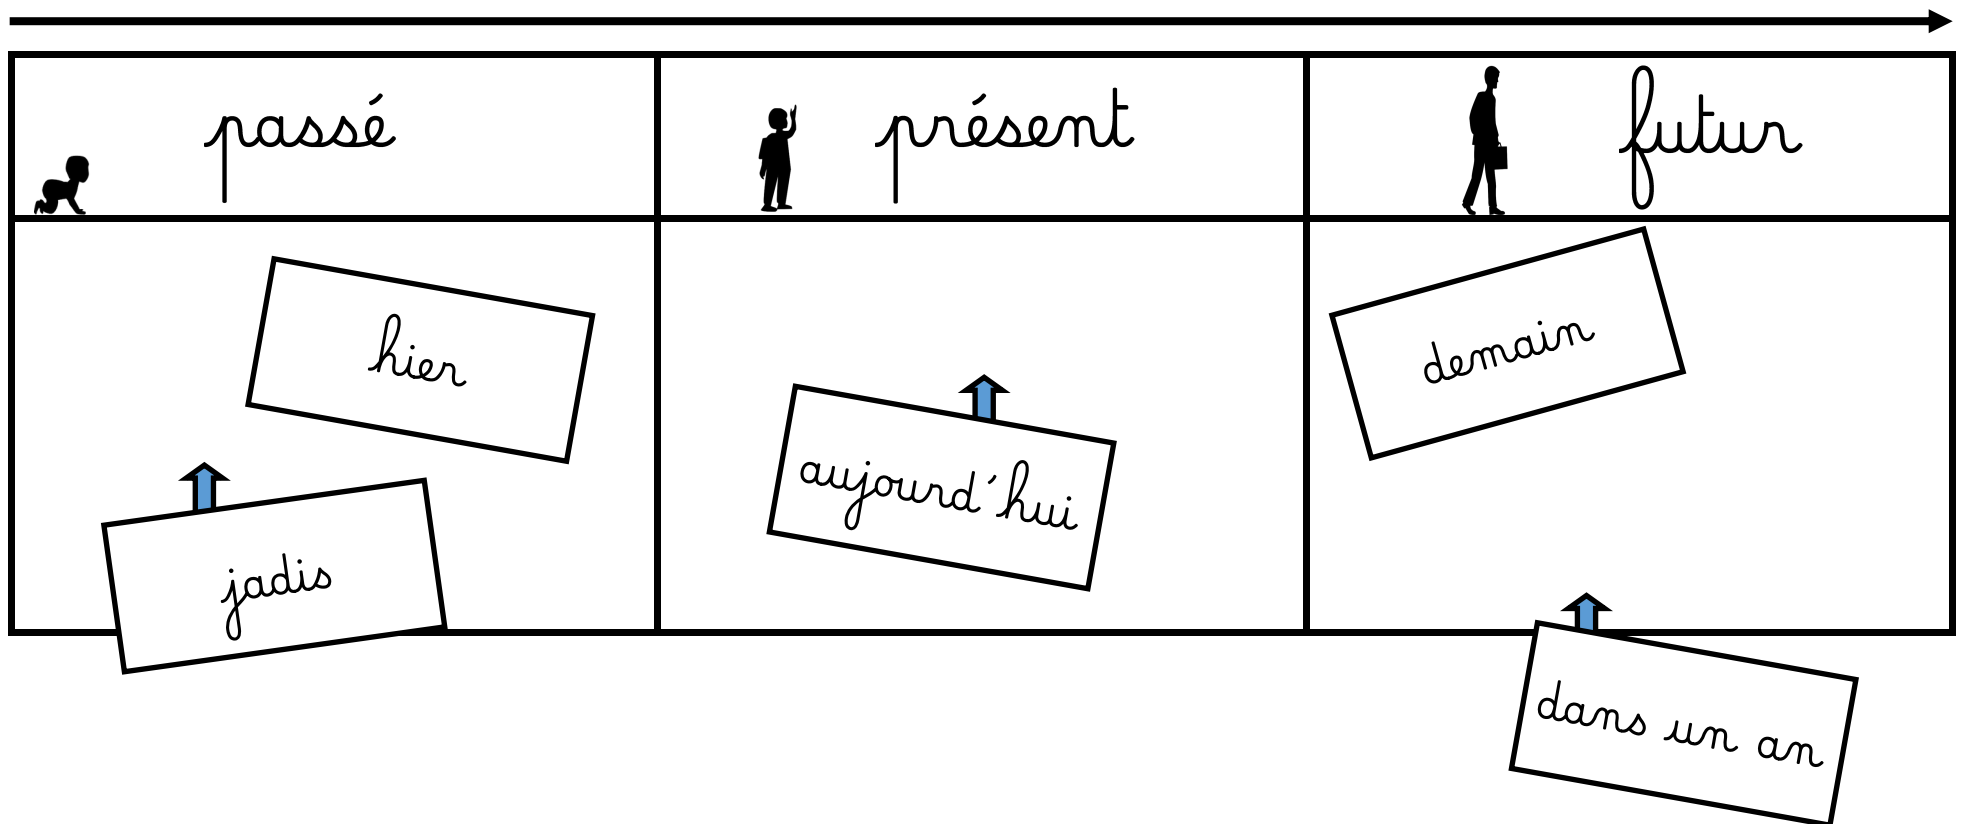 passé
présent
futur
hier
demain
aujourd'hui
jadis
dans un an